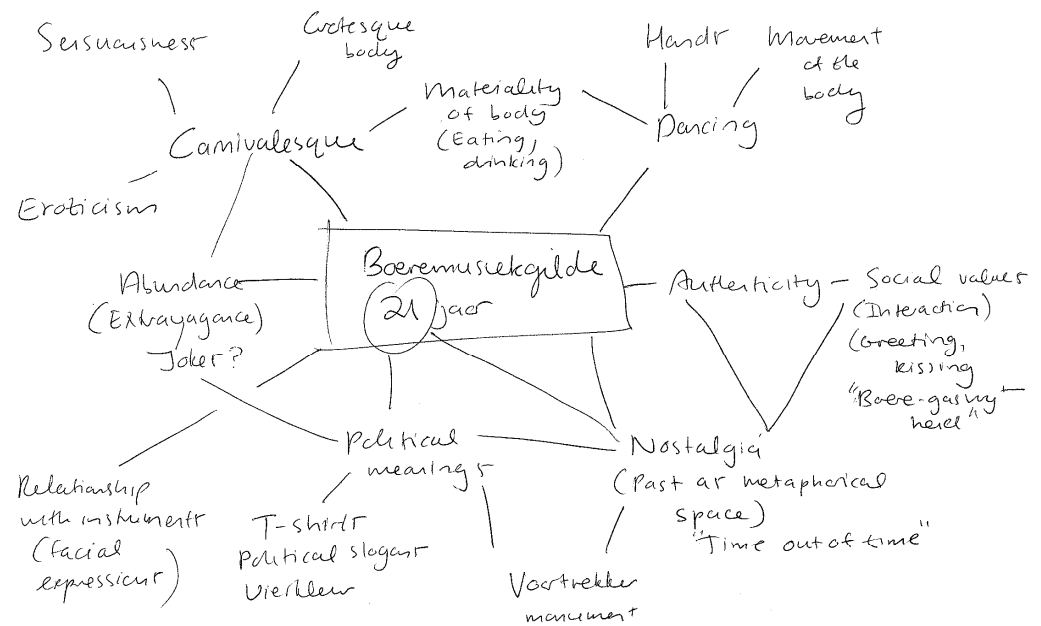 Sensuousness
Grotesque
body
Materiality
of body
(Eating,
drinking)
Hands
Movement
of the
body
Carnivalesque
Dancing
Eroticism
Boeremusiekgilde
21 jaar
Abundance
(Extravagance)
Joker?
Authenticity
Social values
(Interaction)
(Greeting,
kissing
"Boere-gasvry-
heid"
Political
meanings
Nostalgia
(Past as metaphorical
space)
"Time out of time"
Relationship
with instruments
(facial
expressions)
T-shirts
Political slogans
Vierkleur
Voortrekker
monument